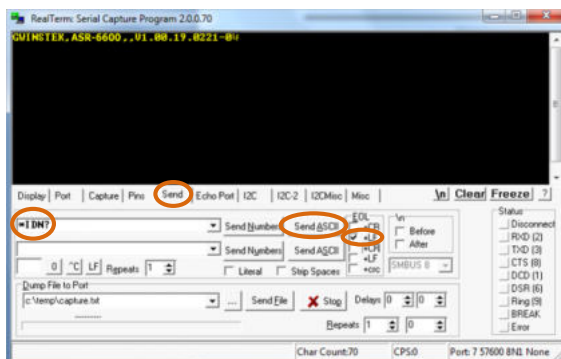 RealTerm: Serial Capture Program 2.0.0.70
GWINSTEK,ASR-6600,,V1.00.19.0221-0
Display | Port | Capture | Pins | Send | Echo Port | I2C | I2C-2 | I2CMisc | Misc | \n Clear Freeze ?
*IDN? Send Numbers Send ASCII
Send Numbers Send ASCII
0 ^C LF Repeats 1 Literal Strip Spaces
EOL
+CR
+LF
+CR
+LF
+crc
\n
Before
After
SMBUS 8
Dump File to Port
c:\temp\capture.txt ... Send File Stop Delays 0 0
Repeats 1 0
Status
Disconnect
RXD (2)
TXD (3)
CTS (8)
DCD (1)
DSR (6)
Ring (9)
BREAK
Error
Char Count:70 CPS:0 Port: 7 57600 8N1 None